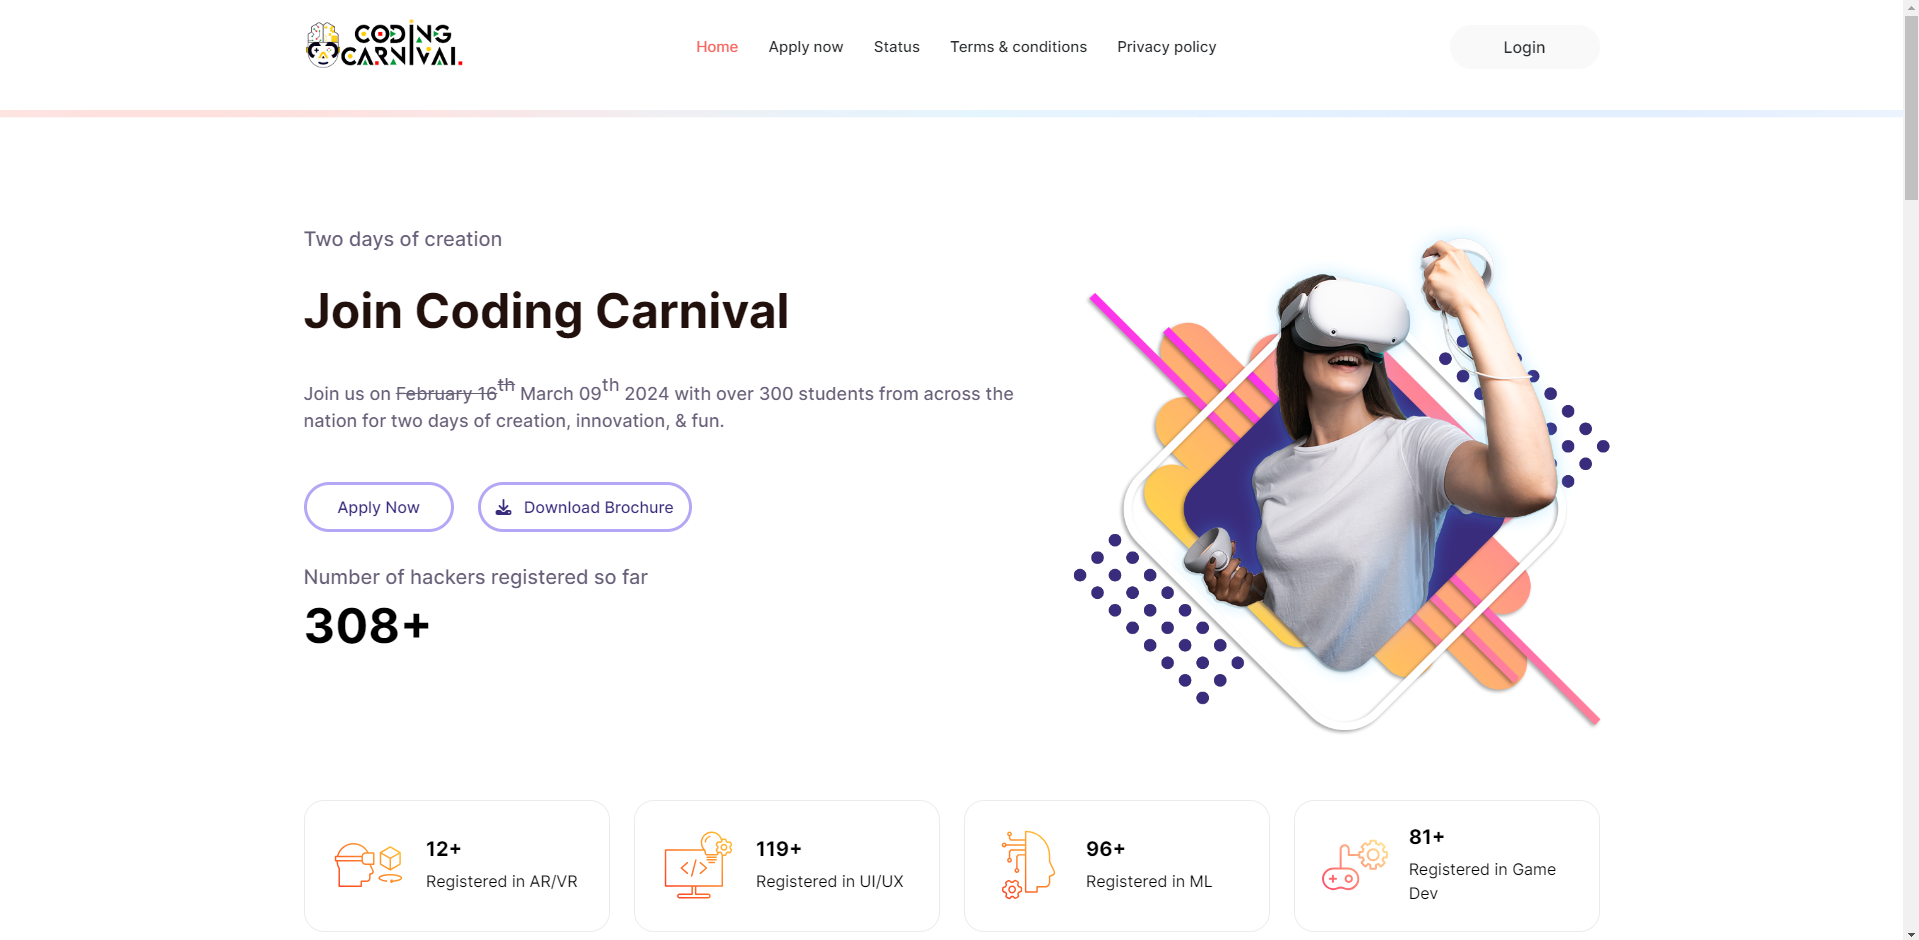 CODING
CARNIVAL.
Home
Apply now
Status
Terms & conditions
Privacy policy
Login
Two days of creation
Join Coding Carnival
Join us on February 16th March 09th 2024 with over 300 students from across the
nation for two days of creation, innovation, & fun.
Apply Now
Download Brochure
Number of hackers registered so far
308+
12+
Registered in AR/VR
119+
Registered in UI/UX
96+
Registered in ML
81+
Registered in Game
Dev